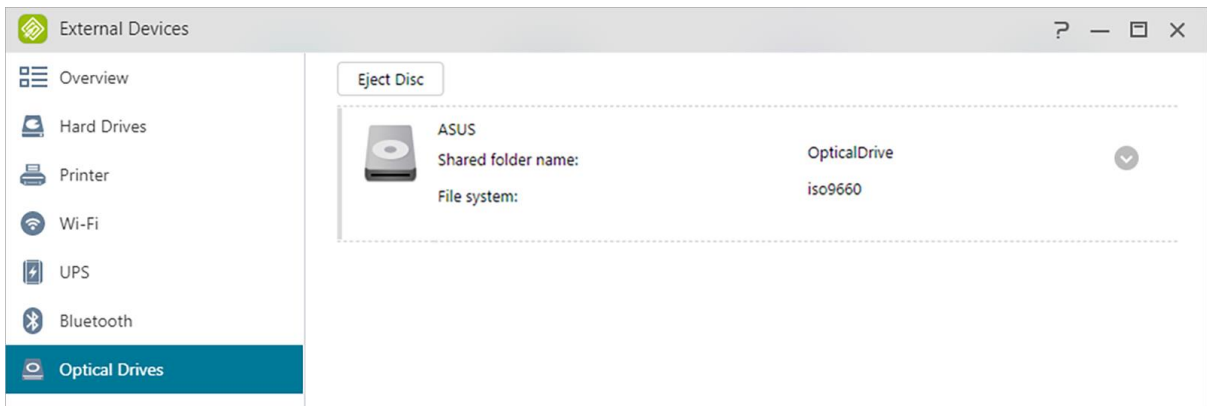 External Devices
Overview
Hard Drives
Printer
Wi-Fi
UPS
Bluetooth
Optical Drives
Eject Disc
ASUS
Shared folder name: OpticalDrive
File system: iso9660